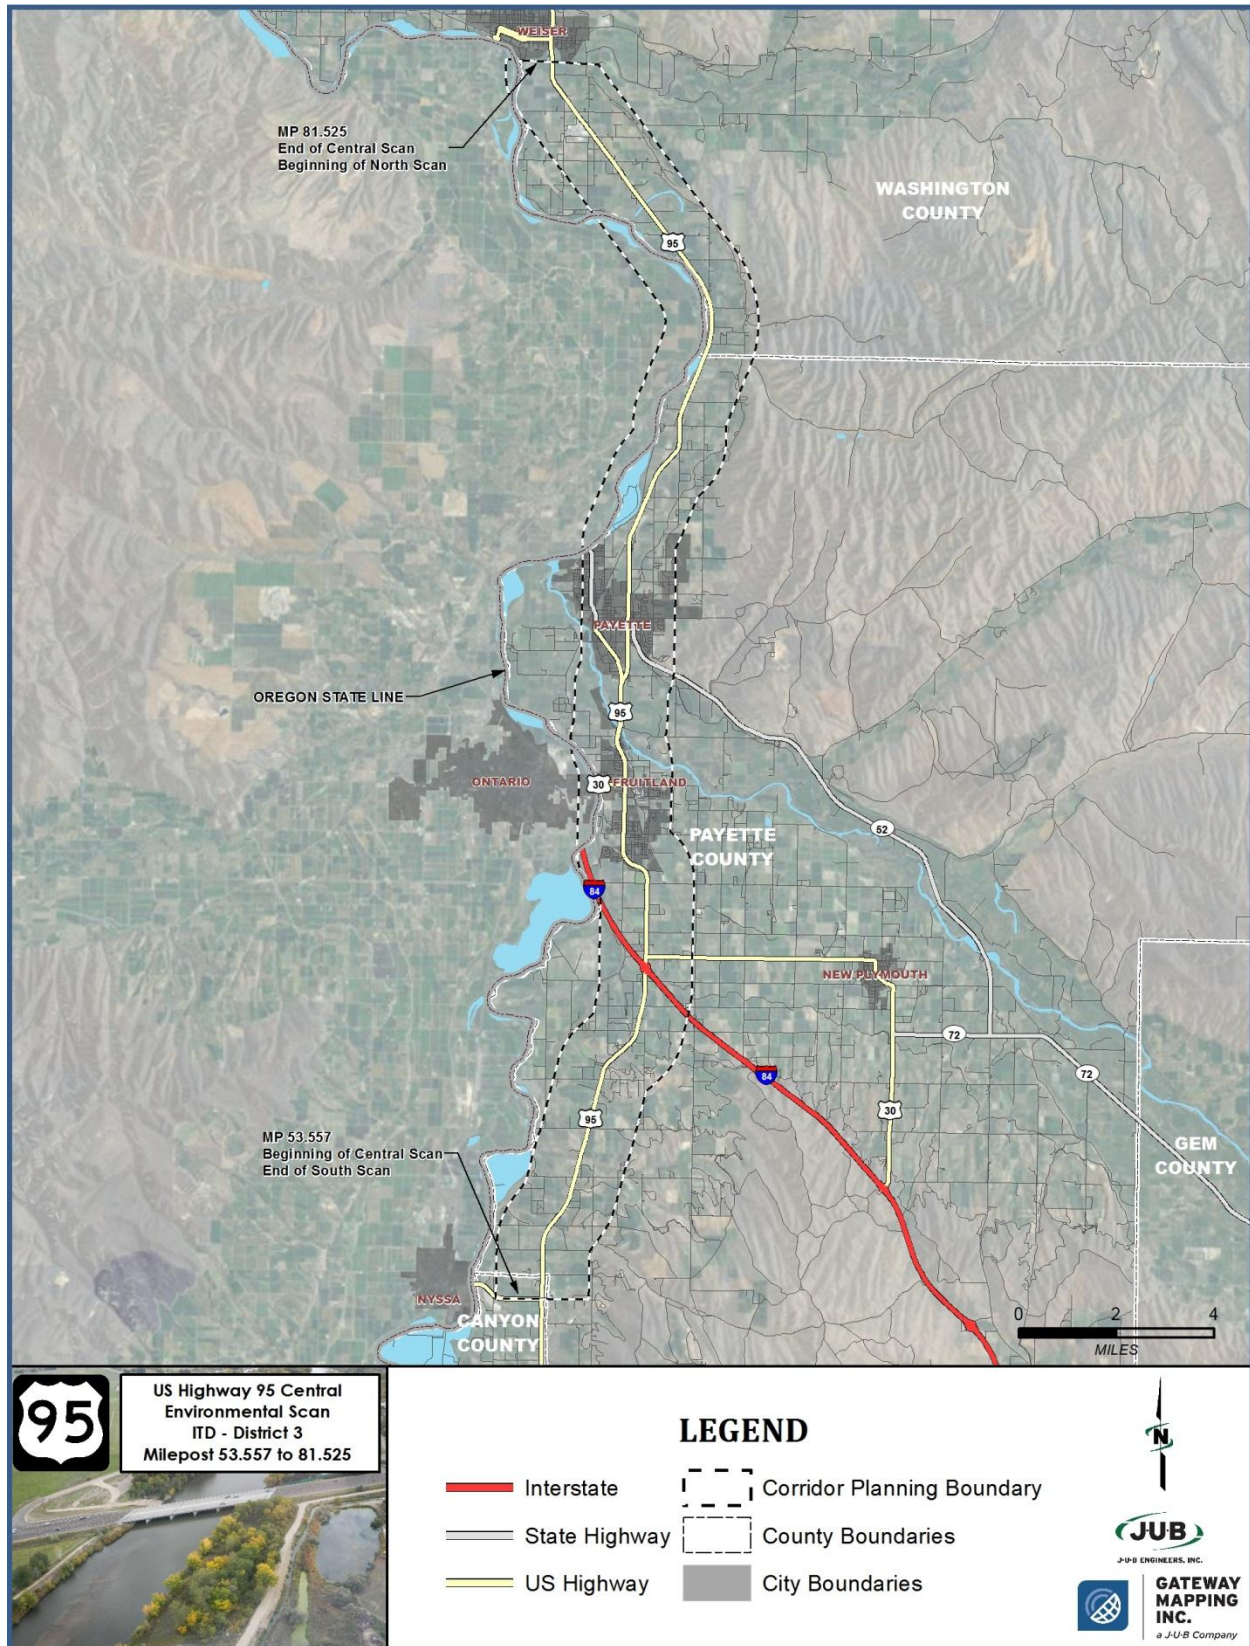 WEISER
MP 81.525
End of Central Scan
Beginning of North Scan
WASHINGTON
COUNTY
95
PAYETTE
OREGON STATE LINE
95
ONTARIO
30
FRUITLAND
52
PAYETTE
COUNTY
84
NEW PLYMOUTH
72
72
84
30
95
MP 53.557
Beginning of Central Scan
End of South Scan
GEM
COUNTY
NYSSA
CANYON
COUNTY
0 2 4
MILES
95
US Highway 95 Central
Environmental Scan
ITD - District 3
Milepost 53.557 to 81.525
LEGEND
Interstate
State Highway
US Highway
Corridor Planning Boundary
County Boundaries
City Boundaries
N
J·U·B
J·U·B ENGINEERS, INC.
GATEWAY
MAPPING
INC.
a J·U·B Company